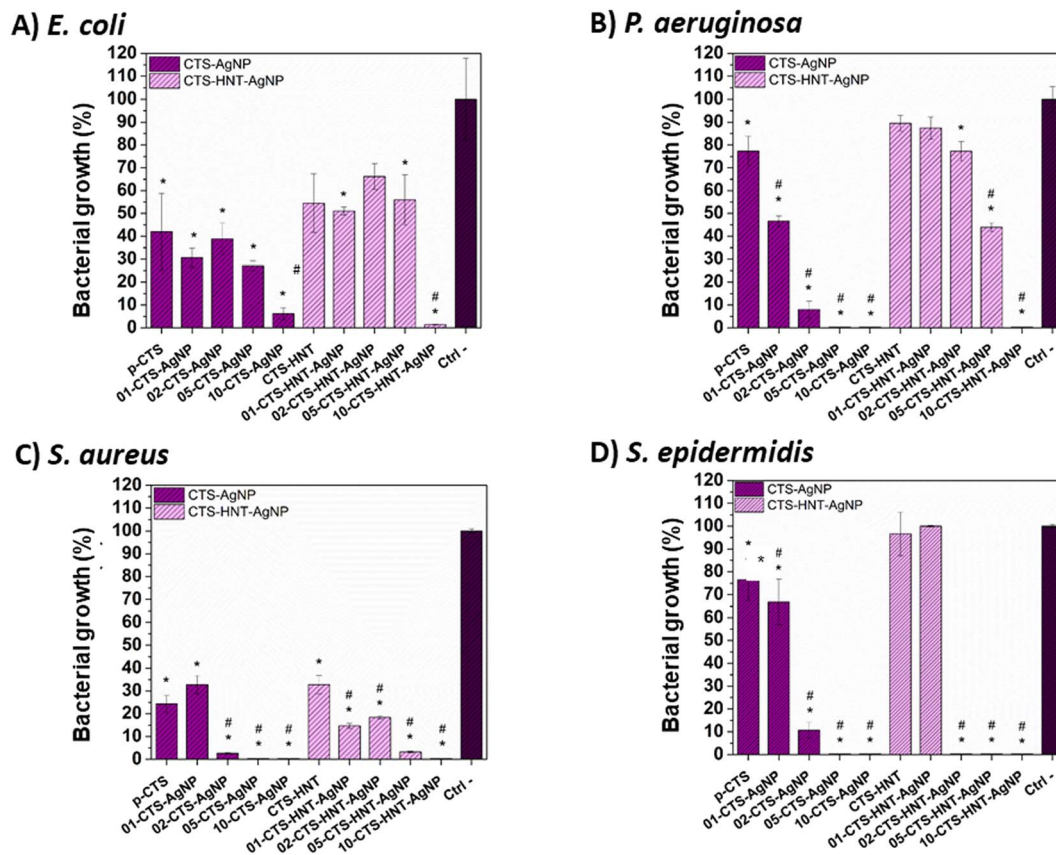 A) E. coli
CTS-AgNP
CTS-HNT-AgNP
Bacterial growth (%)
120
110
100
90
80
70
60
50
40
30
20
10
0
* * * * # * * * # *
p-CTS
01-CTS-AgNP
02-CTS-AgNP
05-CTS-AgNP
10-CTS-AgNP
CTS-HNT
01-CTS-HNT-AgNP
02-CTS-HNT-AgNP
05-CTS-HNT-AgNP
10-CTS-HNT-AgNP
Ctrl -
B) P. aeruginosa
CTS-AgNP
CTS-HNT-AgNP
Bacterial growth (%)
120
110
100
90
80
70
60
50
40
30
20
10
0
* # * # * # * # * * # * # *
p-CTS
01-CTS-AgNP
02-CTS-AgNP
05-CTS-AgNP
10-CTS-AgNP
CTS-HNT
01-CTS-HNT-AgNP
02-CTS-HNT-AgNP
05-CTS-HNT-AgNP
10-CTS-HNT-AgNP
Ctrl -
C) S. aureus
CTS-AgNP
CTS-HNT-AgNP
Bacterial growth (%)
120
110
100
90
80
70
60
50
40
30
20
10
0
* * # * # * # * * # * # * # * # *
p-CTS
01-CTS-AgNP
02-CTS-AgNP
05-CTS-AgNP
10-CTS-AgNP
CTS-HNT
01-CTS-HNT-AgNP
02-CTS-HNT-AgNP
05-CTS-HNT-AgNP
10-CTS-HNT-AgNP
Ctrl -
D) S. epidermidis
CTS-AgNP
CTS-HNT-AgNP
Bacterial growth (%)
120
110
100
90
80
70
60
50
40
30
20
10
0
* * # * # * # * # * # * # * # *
p-CTS
01-CTS-AgNP
02-CTS-AgNP
05-CTS-AgNP
10-CTS-AgNP
CTS-HNT
01-CTS-HNT-AgNP
02-CTS-HNT-AgNP
05-CTS-HNT-AgNP
10-CTS-HNT-AgNP
Ctrl -